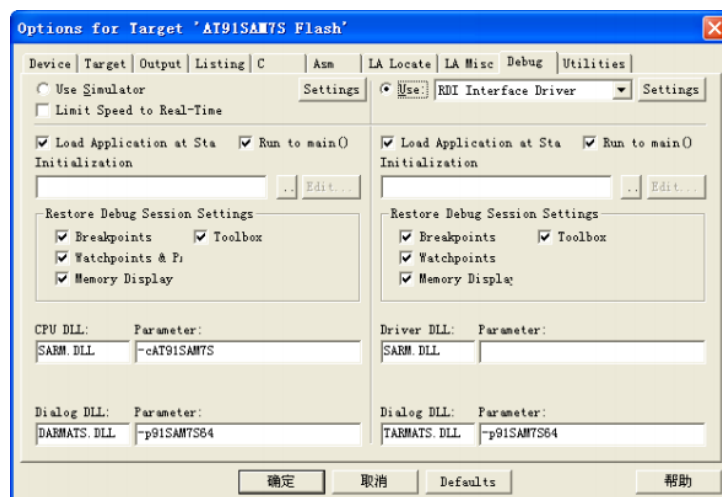 Options for Target 'AT91SAM7S Flash'
Device Target Output Listing C Asm LA Locate LA Misc Debug Utilities
Use Simulator Settings Use: RDI Interface Driver Settings
Limit Speed to Real-Time
Load Application at Sta Run to main() Load Application at Sta Run to main()
Initialization Initialization
.. Edit... .. Edit...
Restore Debug Session Settings Restore Debug Session Settings
Breakpoints Toolbox Breakpoints Toolbox
Watchpoints & Pa Watchpoints
Memory Display Memory Display
CPU DLL: Parameter: Driver DLL: Parameter:
SARM.DLL -cAT91SAM7S SARM.DLL
Dialog DLL: Parameter: Dialog DLL: Parameter:
DARMATS.DLL -p91SAM7S64 TARMATS.DLL -p91SAM7S64
确定 取消 Defaults 帮助